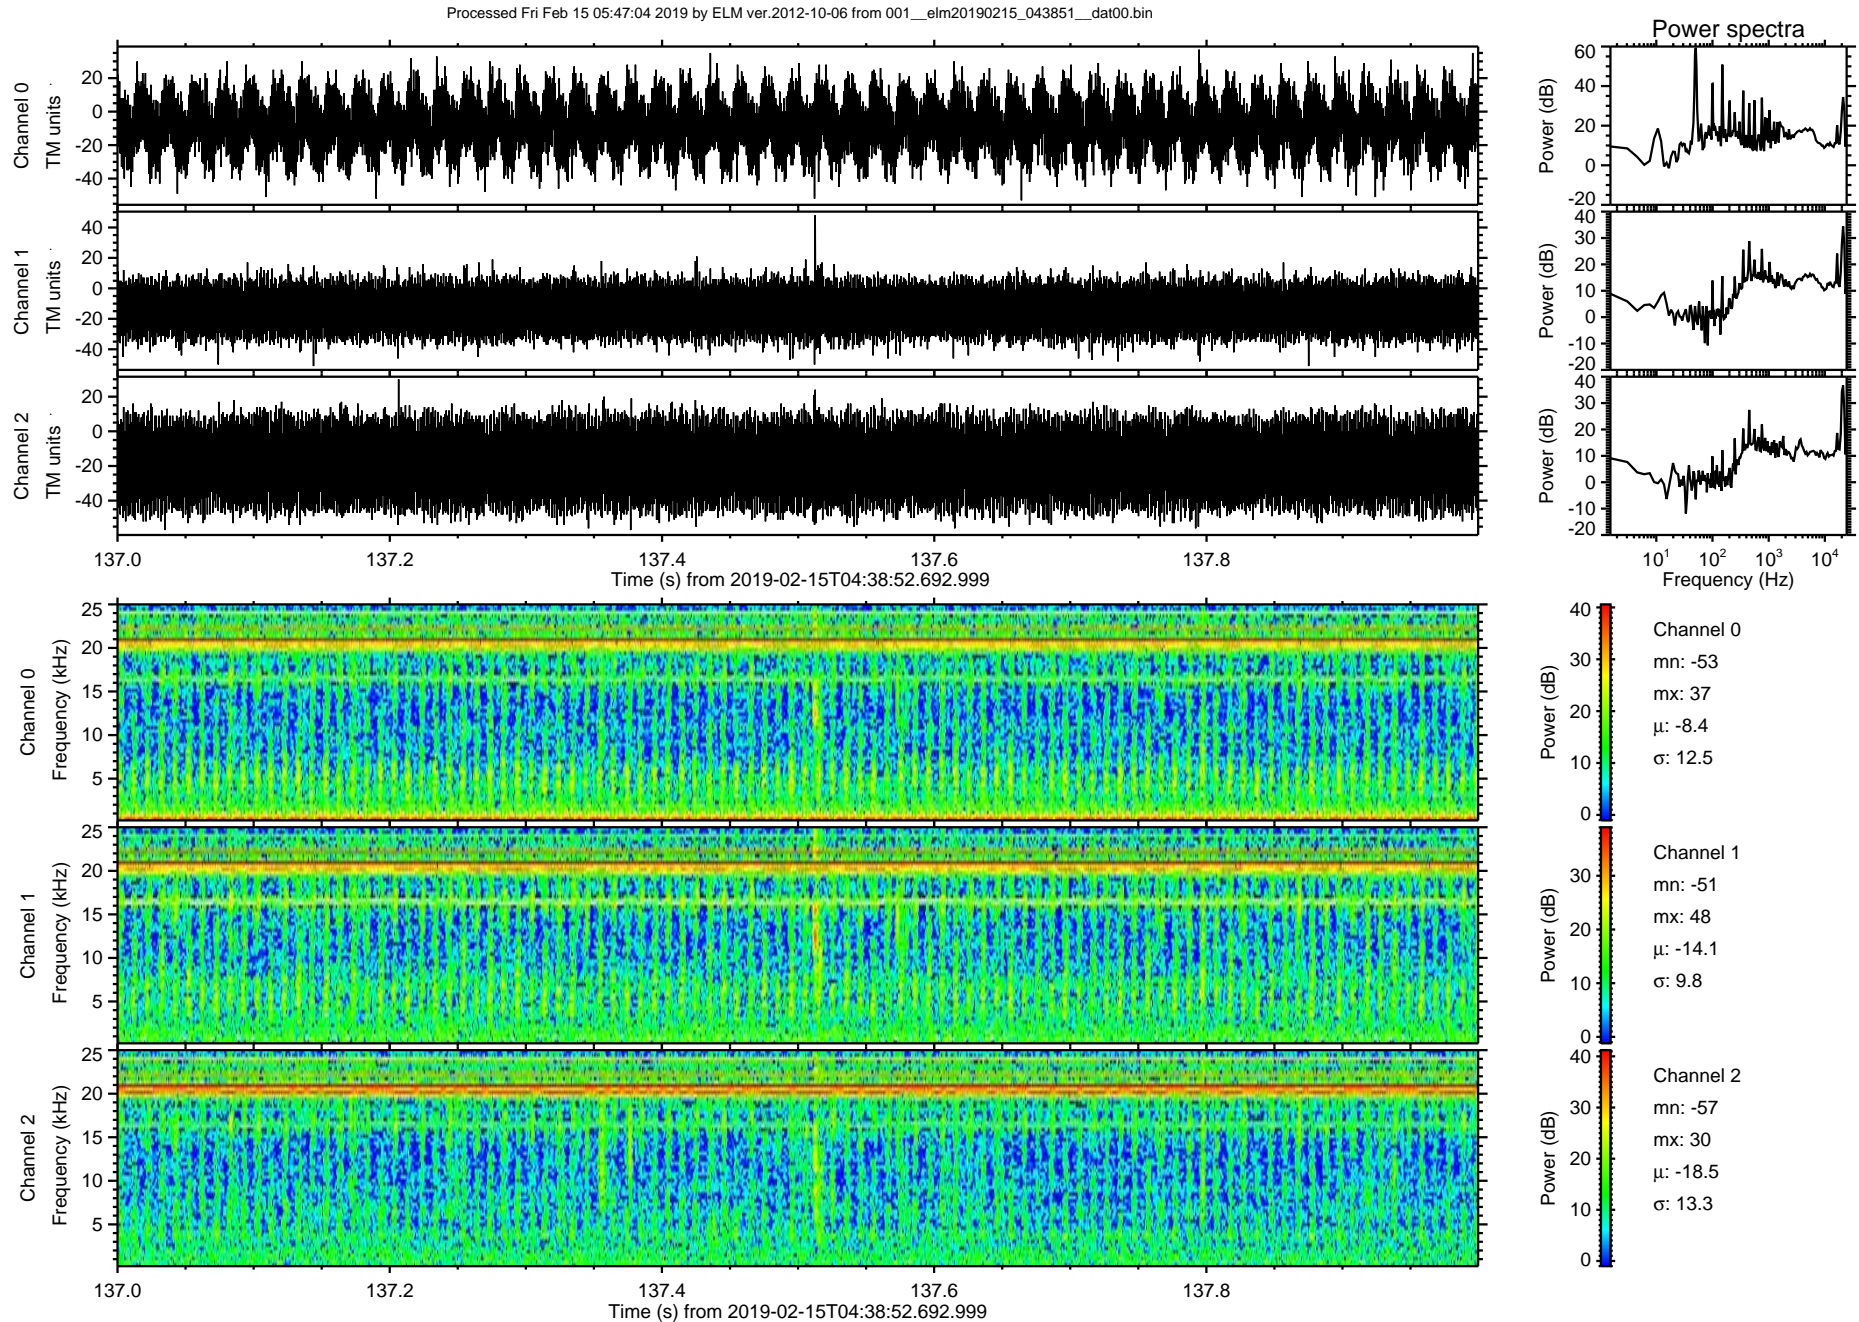 Processed Fri Feb 15 05:47:04 2019 by ELM ver.2012-10-06 from 001__elm20190215_043851__dat00.bin
Power spectra
Channel 0
TM units
20
0
-20
-40
Power (dB)
60
40
20
0
-20
Channel 1
TM units
40
20
0
-20
-40
Power (dB)
40
30
20
10
0
-10
-20
Channel 2
TM units
20
0
-20
-40
Power (dB)
40
30
20
10
0
-10
-20
137.0 137.2 137.4 137.6 137.8
Time (s) from 2019-02-15T04:38:52.692.999
10¹ 10² 10³ 10⁴
Frequency (Hz)
Channel 0
Frequency (kHz)
25
20
15
10
5
Power (dB)
40
30
20
10
0
Channel 0
mn: -53
mx: 37
μ: -8.4
σ: 12.5
Channel 1
Frequency (kHz)
25
20
15
10
5
Power (dB)
30
20
10
0
Channel 1
mn: -51
mx: 48
μ: -14.1
σ: 9.8
Channel 2
Frequency (kHz)
25
20
15
10
5
Power (dB)
40
30
20
10
0
Channel 2
mn: -57
mx: 30
μ: -18.5
σ: 13.3
137.0 137.2 137.4 137.6 137.8
Time (s) from 2019-02-15T04:38:52.692.999